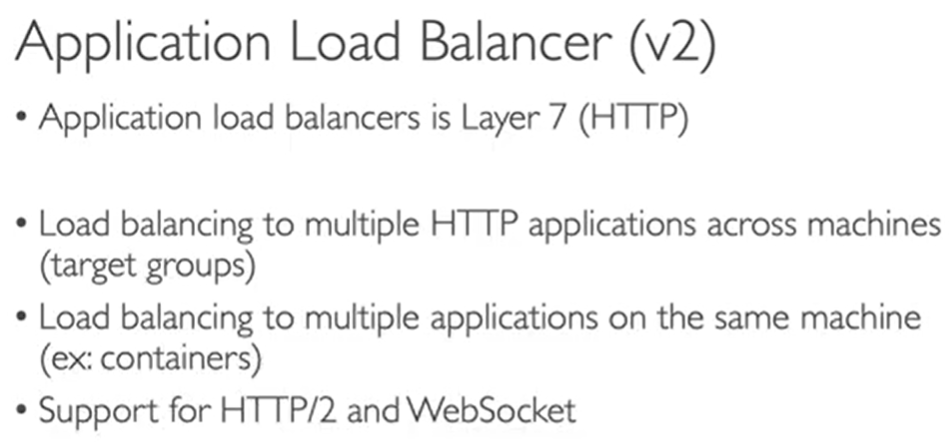 Application Load Balancer (v2)
• Application load balancers is Layer 7 (HTTP)
• Load balancing to multiple HTTP applications across machines
(target groups)
• Load balancing to multiple applications on the same machine
(ex: containers)
• Support for HTTP/2 and WebSocket